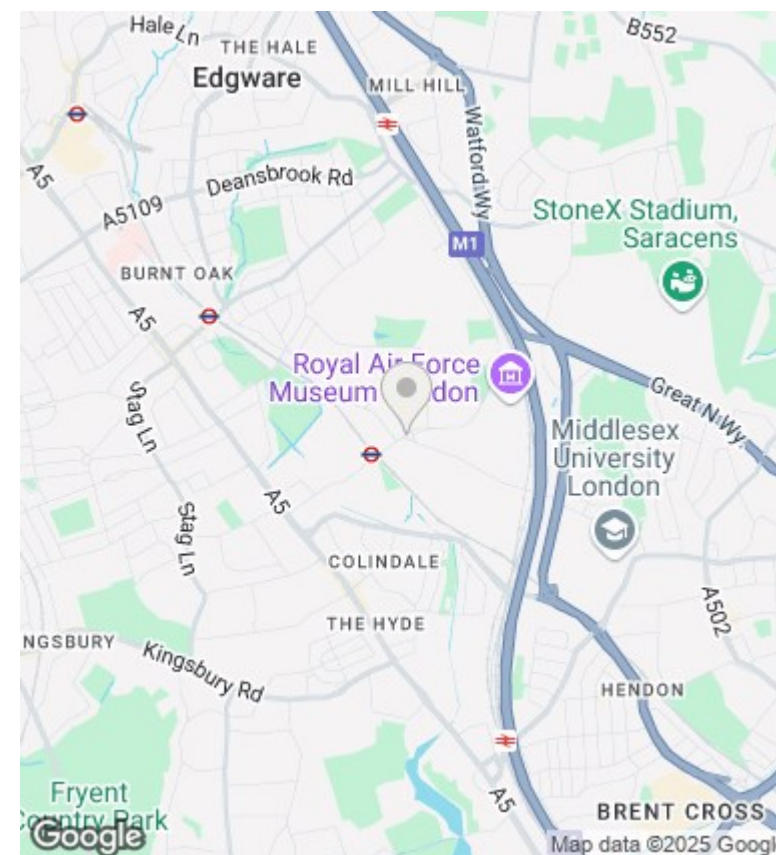 Hale Ln
THE HALE
Edgware
B552
MILL HILL
Watford Wy
A5
Deansbrook Rd
A5109
StoneX Stadium,
Saracens
M1
BURNT OAK
A5
Royal Air Force
Museum London
Great N Wy.
Stag Ln
Middlesex
University
London
A5
Stag Ln
COLINDALE
A502
THE HYDE
NGSBURY
Kingsbury Rd
HENDON
Fryent
Country Park
A5
BRENT CROSS
Google
Map data ©2025 Googl